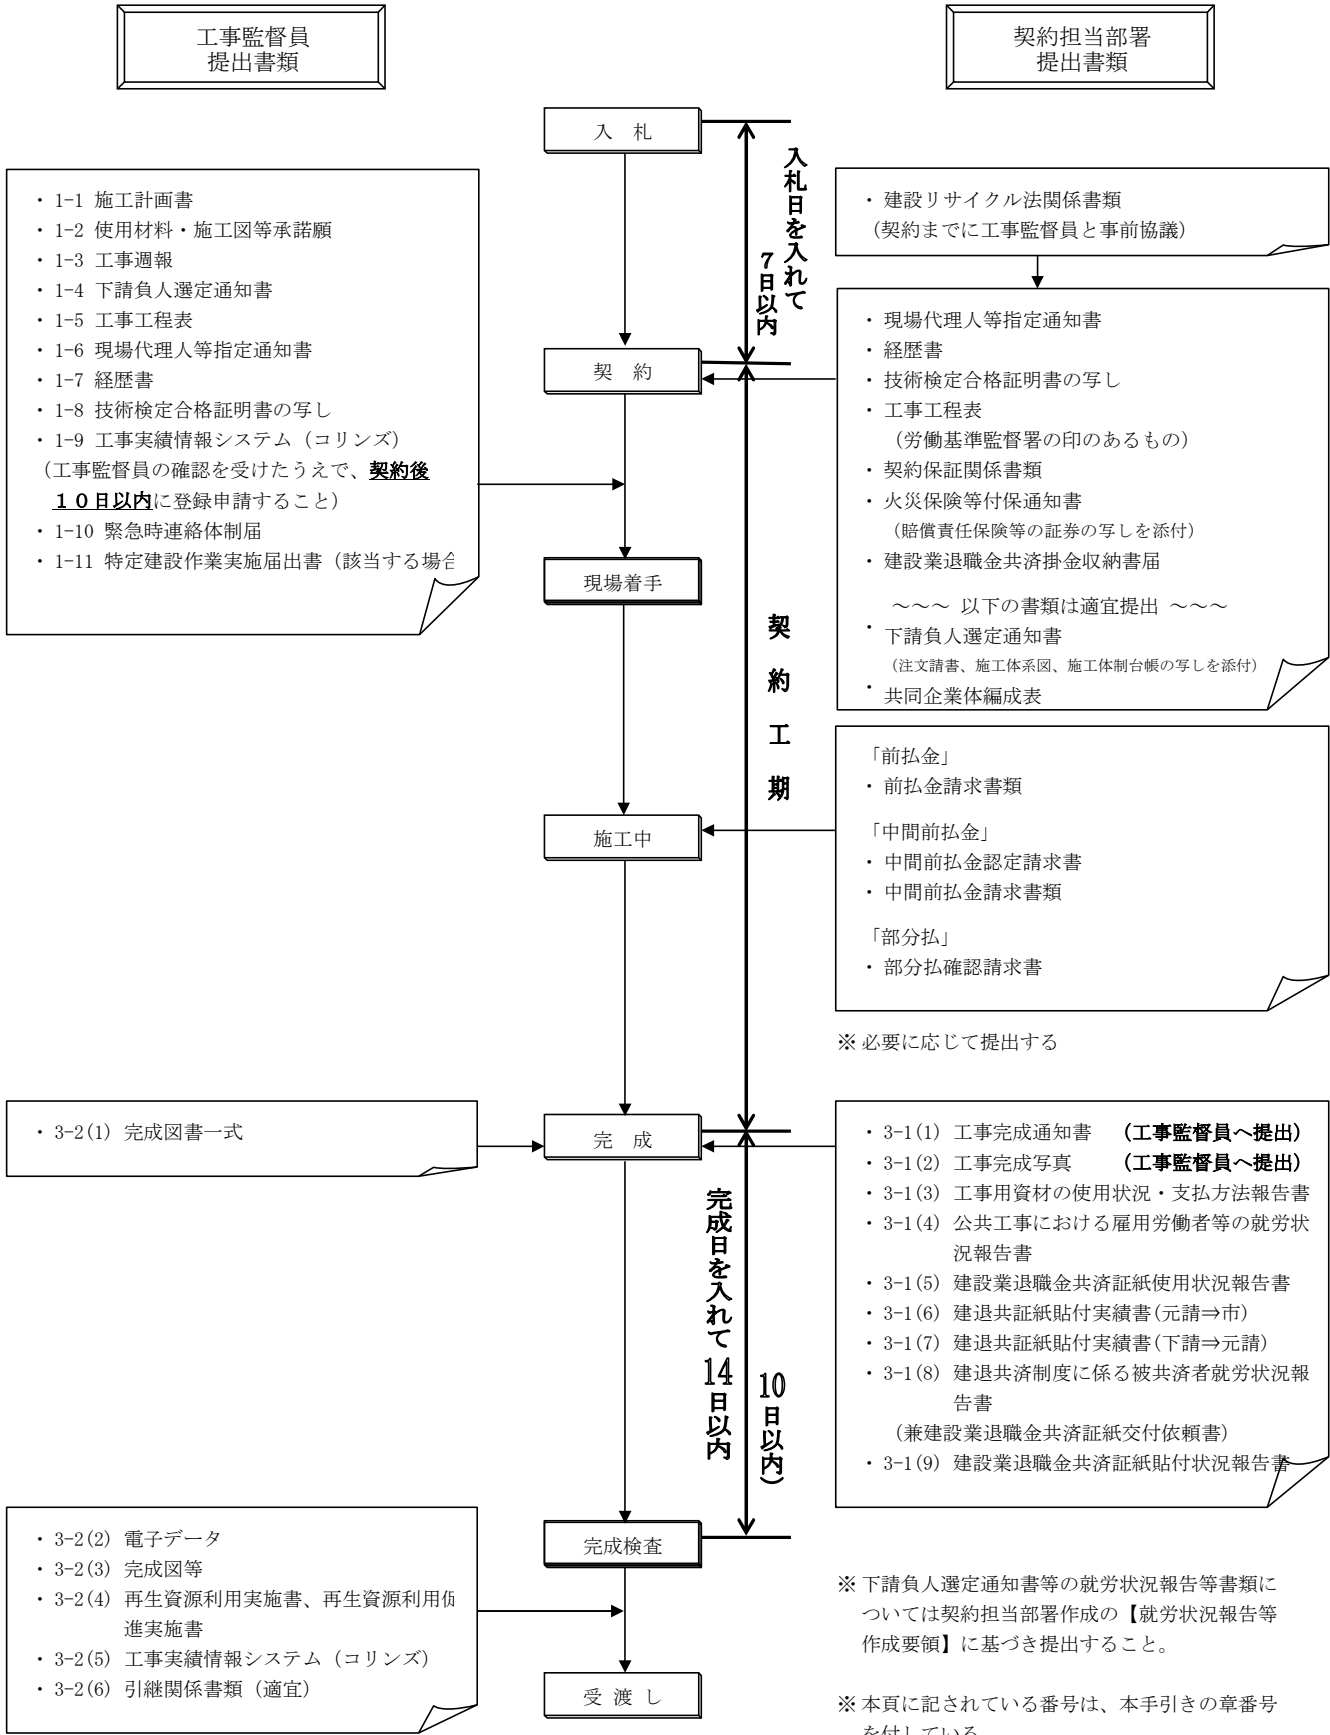 工事監督員
提出書類
契約担当部署
提出書類
入 札
入札日を入れて
7日以内
・ 1-1 施工計画書
・ 1-2 使用材料・施工図等承諾願
・ 1-3 工事週報
・ 1-4 下請負人選定通知書
・ 1-5 工事工程表
・ 1-6 現場代理人等指定通知書
・ 1-7 経歴書
・ 1-8 技術検定合格証明書の写し
・ 1-9 工事実績情報システム（コリンズ）
（工事監督員の確認を受けたうえで、契約後
１０日以内に登録申請すること）
・ 1-10 緊急時連絡体制届
・ 1-11 特定建設作業実施届出書（該当する場合
・ 建設リサイクル法関係書類
（契約までに工事監督員と事前協議）
契 約
・ 現場代理人等指定通知書
・ 経歴書
・ 技術検定合格証明書の写し
・ 工事工程表
（労働基準監督署の印のあるもの）
・ 契約保証関係書類
・ 火災保険等付保通知書
（賠償責任保険等の証券の写しを添付）
・ 建設業退職金共済掛金収納書届
～～～ 以下の書類は適宜提出 ～～～
・ 下請負人選定通知書
（注文請書、施工体系図、施工体制台帳の写しを添付）
・ 共同企業体編成表
現場着手
契約工期
施工中
「前払金」
・ 前払金請求書類
「中間前払金」
・ 中間前払金認定請求書
・ 中間前払金請求書類
「部分払」
・ 部分払確認請求書
※ 必要に応じて提出する
・ 3-2(1) 完成図書一式
完 成
・ 3-1(1) 工事完成通知書 （工事監督員へ提出）
・ 3-1(2) 工事完成写真 （工事監督員へ提出）
・ 3-1(3) 工事用資材の使用状況・支払方法報告書
・ 3-1(4) 公共工事における雇用労働者等の就労状
況報告書
・ 3-1(5) 建設業退職金共済証紙使用状況報告書
・ 3-1(6) 建退共証紙貼付実績書(元請⇒市)
・ 3-1(7) 建退共証紙貼付実績書(下請⇒元請)
・ 3-1(8) 建退共済制度に係る被共済者就労状況報
告書
（兼建設業退職金共済証紙交付依頼書）
・ 3-1(9) 建設業退職金共済証紙貼付状況報告書
完成日を入れて14日以内
10日以内）
完成検査
・ 3-2(2) 電子データ
・ 3-2(3) 完成図等
・ 3-2(4) 再生資源利用実施書、再生資源利用促
進実施書
・ 3-2(5) 工事実績情報システム（コリンズ）
・ 3-2(6) 引継関係書類（適宜）
受 渡 し
※ 下請負人選定通知書等の就労状況報告等書類に
ついては契約担当部署作成の【就労状況報告等
作成要領】に基づき提出すること。
※ 本頁に記されている番号は、本手引きの章番号
を付している